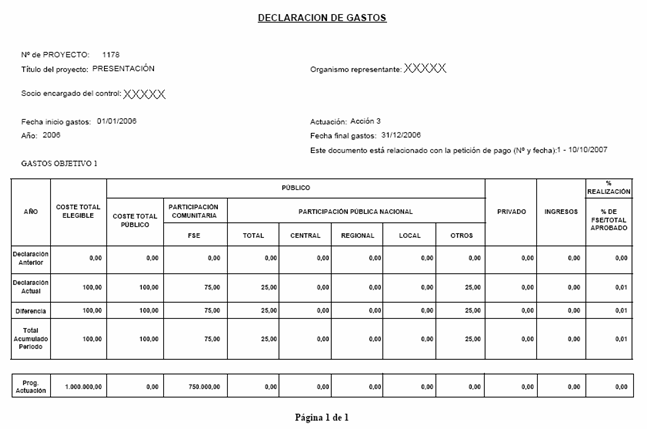 DECLARACION DE GASTOS
Nº de PROYECTO: 1178
Título del proyecto: PRESENTACIÓN Organismo representante: XXXXX
Socio encargado del control: XXXXX
Fecha inicio gastos: 01/01/2006 Actuación: Acción 3
Año: 2006 Fecha final gastos: 31/12/2006
Este documento está relacionado con la petición de pago (Nº y fecha):1 - 10/10/2007
GASTOS OBJETIVO 1
AÑO COSTE TOTAL ELEGIBLE PÚBLICO PRIVADO INGRESOS % REALIZACIÓN
COSTE TOTAL PÚBLICO PARTICIPACIÓN COMUNITARIA PARTICIPACIÓN PÚBLICA NACIONAL % DE FSE/TOTAL APROBADO
FSE TOTAL CENTRAL REGIONAL LOCAL OTROS
Declaración Anterior 0,00 0,00 0,00 0,00 0,00 0,00 0,00 0,00 0,00 0,00 0,00
Declaración Actual 100,00 100,00 75,00 25,00 0,00 0,00 0,00 25,00 0,00 0,00 0,01
Diferencia 100,00 100,00 75,00 25,00 0,00 0,00 0,00 25,00 0,00 0,00 0,01
Total Acumulado Periodo 100,00 100,00 75,00 25,00 0,00 0,00 0,00 25,00 0,00 0,00 0,01
Prog. Actuación 1.000.000,00 0,00 750.000,00 0,00 0,00 0,00 0,00 0,00 0,00 0,00 0,00
Página 1 de 1